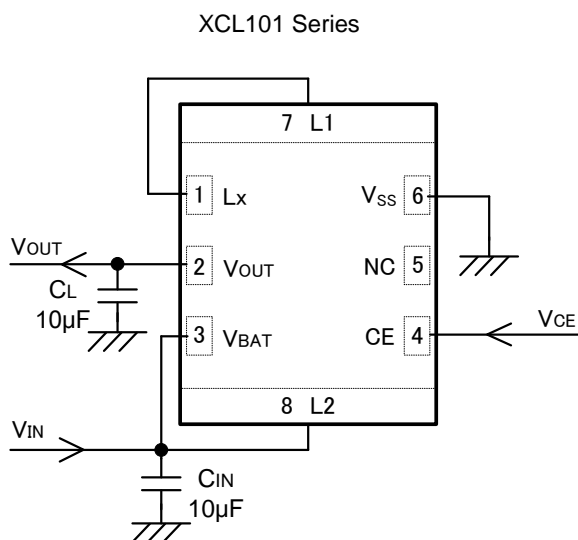 XCL101 Series
7 L1
1 Lx
VSS 6
VOUT
2 VOUT
NC 5
CL
10μF
3 VBAT
CE 4
VCE
8 L2
VIN
CIN
10μF